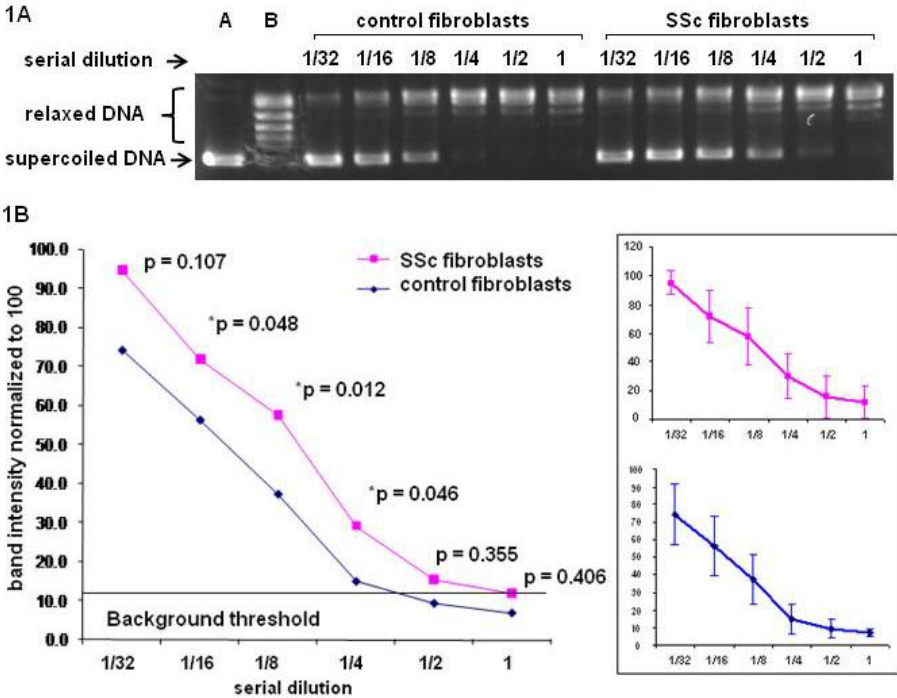 1A
A B control fibroblasts SSc fibroblasts
serial dilution 1/32 1/16 1/8 1/4 1/2 1 1/32 1/16 1/8 1/4 1/2 1
relaxed DNA
supercoiled DNA
1B
band intensity normalized to 100
100.0
90.0
80.0
70.0
60.0
50.0
40.0
30.0
20.0
10.0
0.0
SSc fibroblasts
control fibroblasts
p = 0.107
*p = 0.048
*p = 0.012
*p = 0.046
p = 0.355
p = 0.406
Background threshold
1/32 1/16 1/8 1/4 1/2 1
serial dilution
120
100
80
60
40
20
0
1/32 1/16 1/8 1/4 1/2 1
100
90
80
70
60
50
40
30
20
10
0
1/32 1/16 1/8 1/4 1/2 1